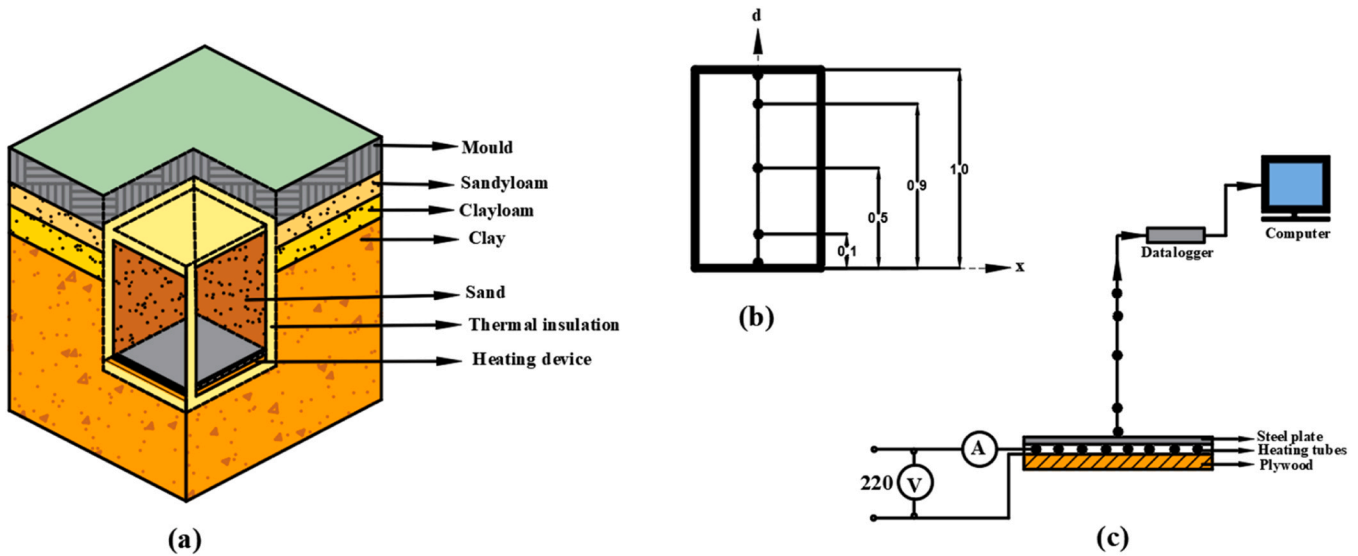 Mould
Sandyloam
Clayloam
Clay
Sand
Thermal insulation
Heating device
(a)
d
1.0
0.9
0.5
0.1
x
(b)
Computer
Datalogger
Steel plate
Heating tubes
Plywood
A
220
V
(c)